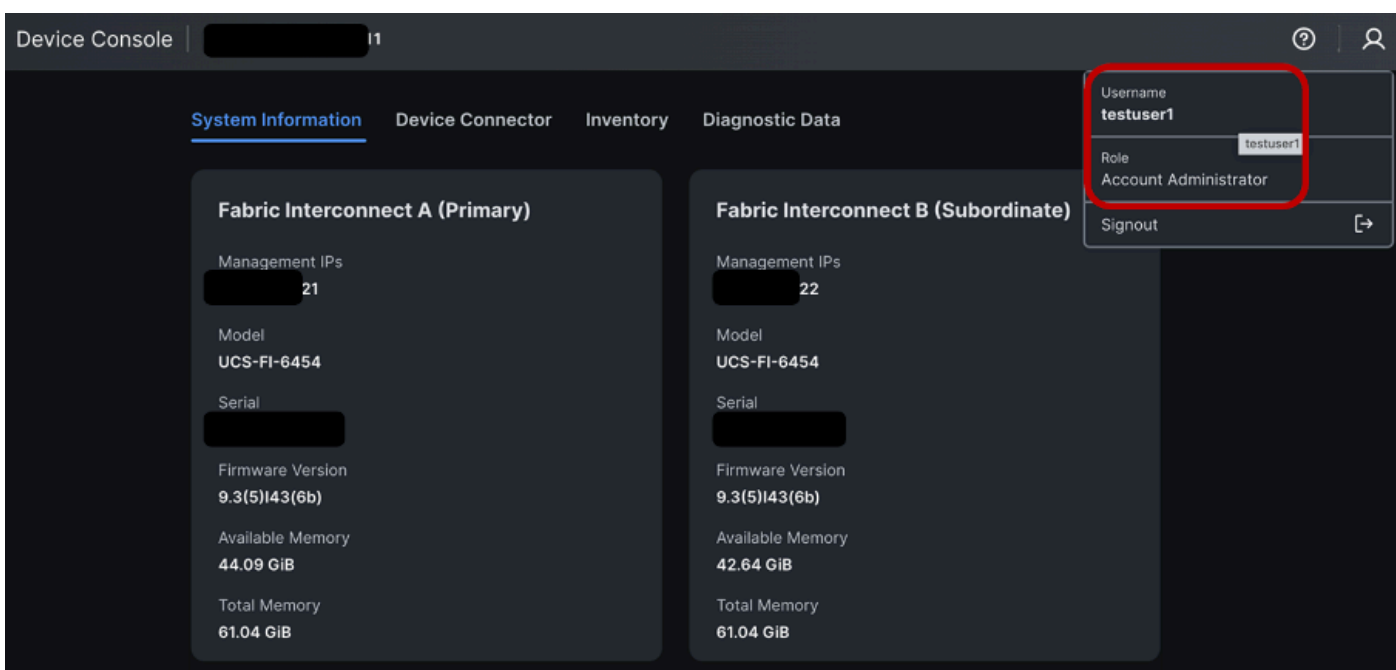 Device Console
11
System Information Device Connector Inventory Diagnostic Data
Username
testuser1
testuser1
Role
Account Administrator
Signout
Fabric Interconnect A (Primary)
Management IPs
21
Model
UCS-FI-6454
Serial
Firmware Version
9.3(5)I43(6b)
Available Memory
44.09 GiB
Total Memory
61.04 GiB
Fabric Interconnect B (Subordinate)
Management IPs
22
Model
UCS-FI-6454
Serial
Firmware Version
9.3(5)I43(6b)
Available Memory
42.64 GiB
Total Memory
61.04 GiB